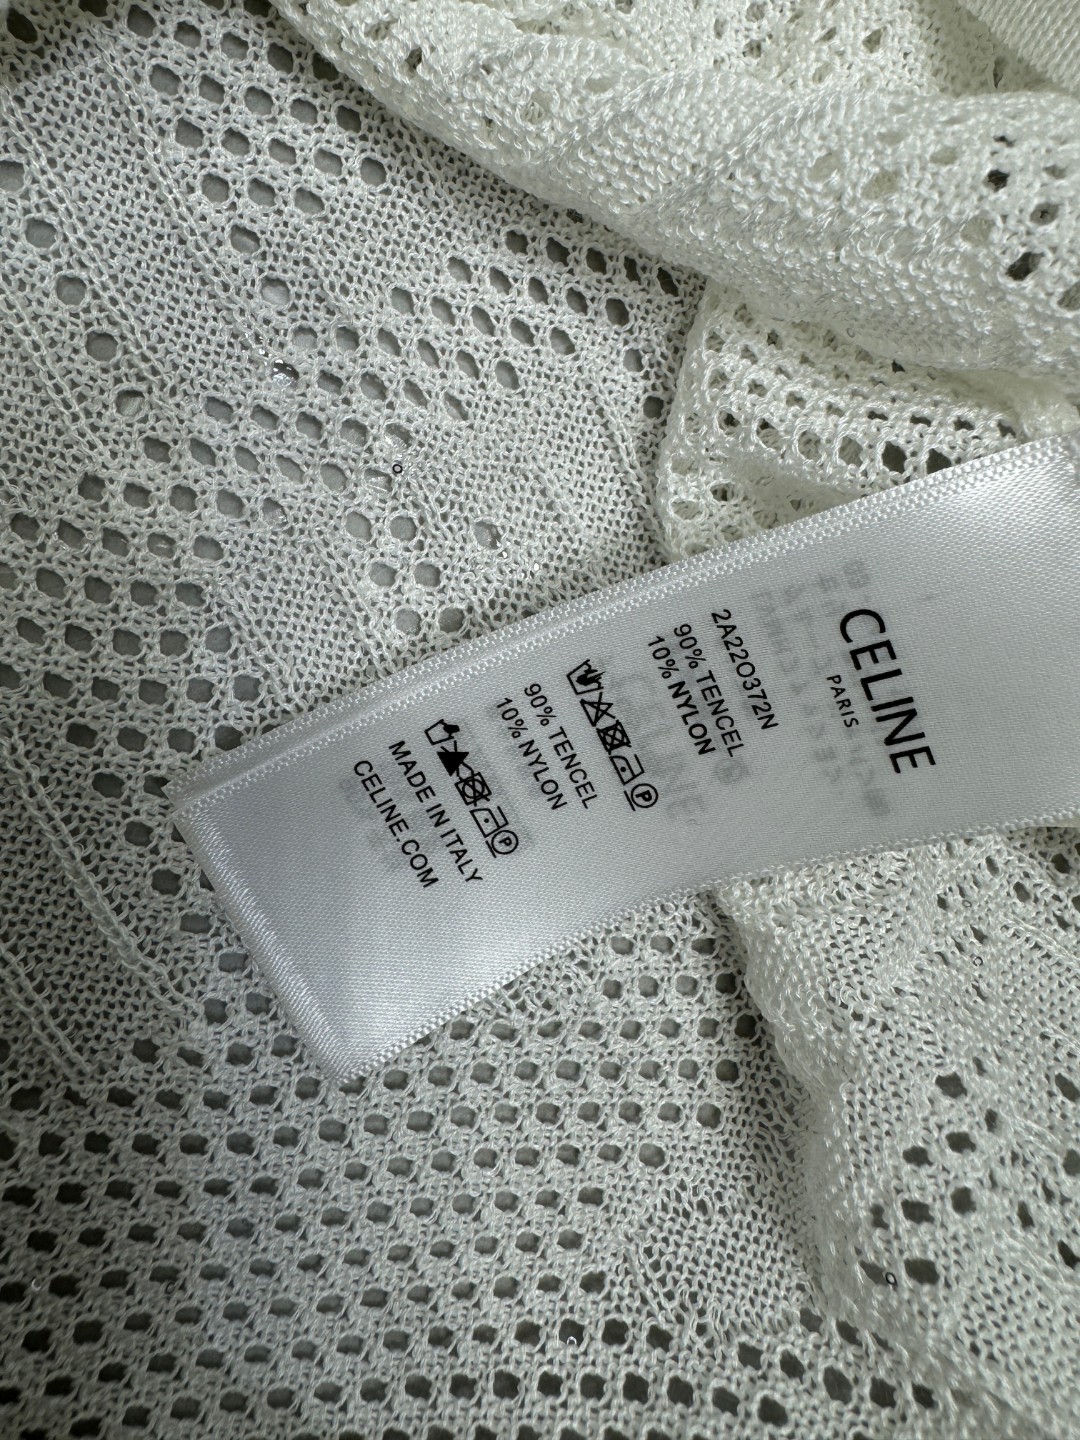 CELINE
PARIS
2A22O372N
90% TENCEL
10% NYLON
P
90% TENCEL
10% NYLON
P
MADE IN ITALY
CELINE.COM